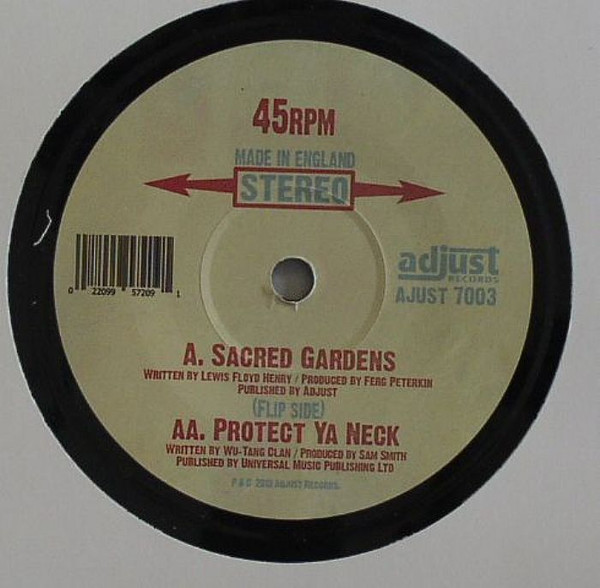 45RPM
MADE IN ENGLAND
STEREO
0 22099 57209 1
adjust
RECORDS
AJUST 7003
A. SACRED GARDENS
WRITTEN BY LEWIS FLOYD HENRY / PRODUCED BY FERG PETERKIN
PUBLISHED BY ADJUST
(FLIP SIDE)
AA. PROTECT YA NECK
WRITTEN BY WU-TANG CLAN / PRODUCED BY SAM SMITH
PUBLISHED BY UNIVERSAL MUSIC PUBLISHING LTD
P & C ADJUST RECORDS.